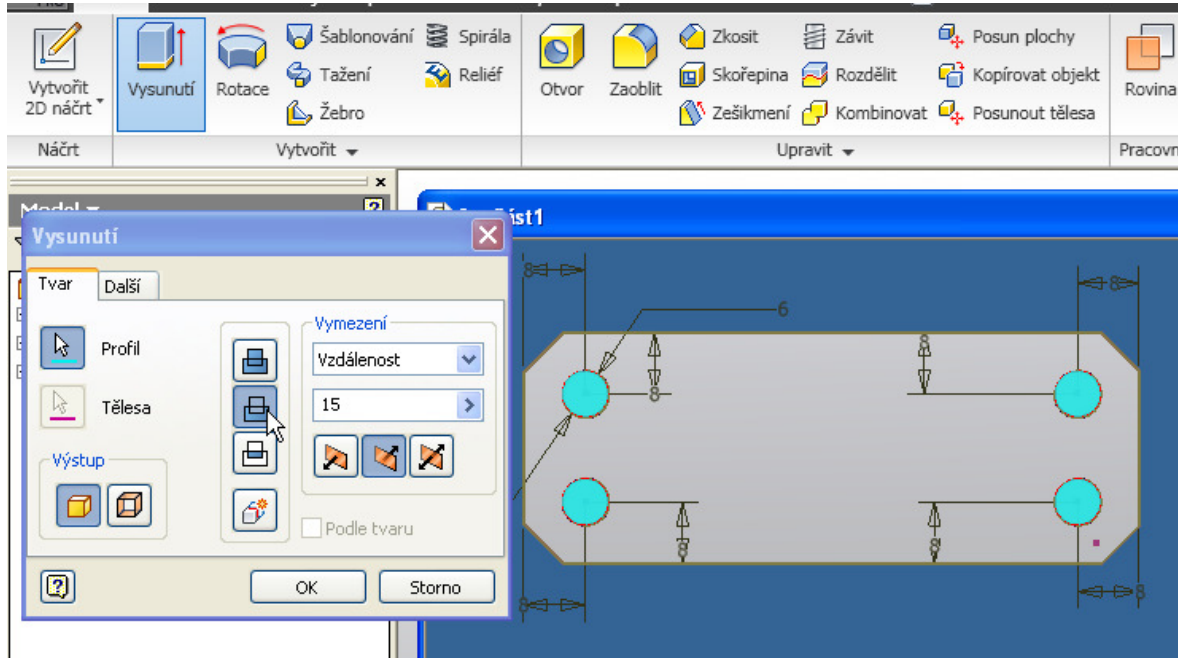 Šablonování
Spirála
Zkosit
Závit
Posun plochy
Vytvořit
2D náčrt
Vysunutí
Rotace
Tažení
Reliéf
Otvor
Zaoblit
Skořepina
Rozdělit
Kopírovat objekt
Rovina
Žebro
Zešikmení
Kombinovat
Posunout tělesa
Náčrt
Vytvořit
Upravit
Pracovn
x
Model
Vysunutí
Tvar
Další
Profil
Tělesa
Výstup
Vymezení
Vzdálenost
15
Podle tvaru
OK
Storno
8
8
6
8
8
8
8
8
8